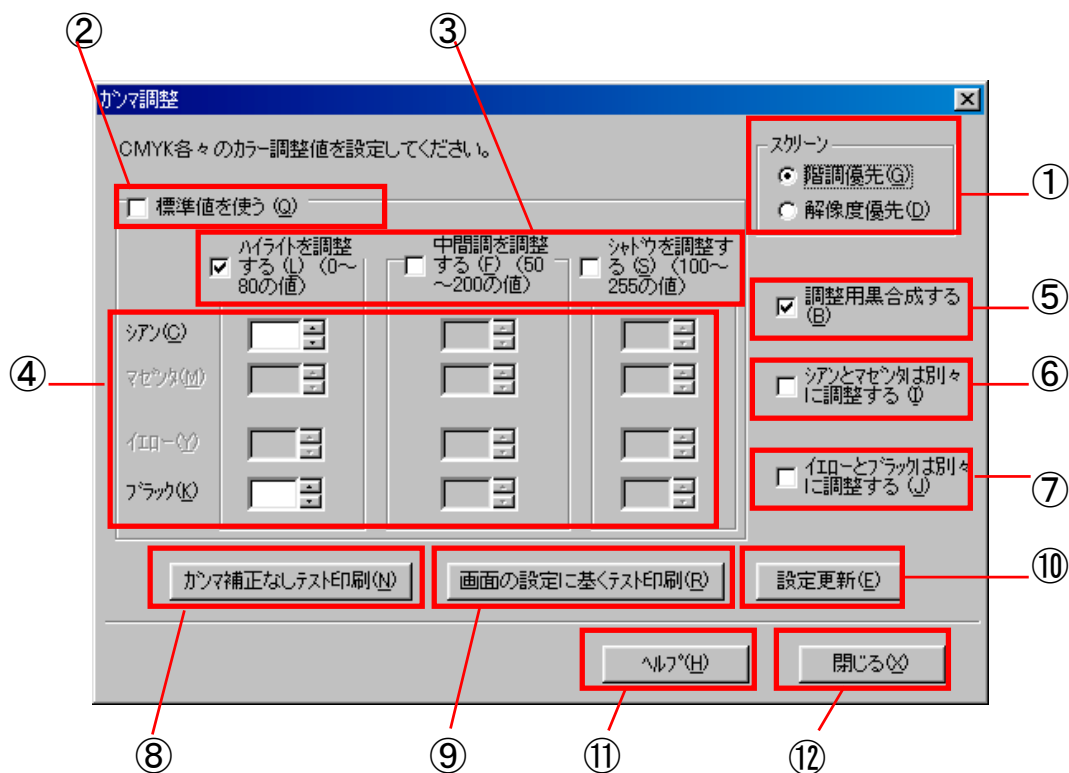 ②
③
ガンマ調整
CMYK各々のカラー調整値を設定してください。
スクリーン
階調優先(G)
解像度優先(D)
①
標準値を使う (Q)
ハイライトを調整
する (L) (0～
80の値)
中間調を調整
する (F) (50
～200の値)
シャドウを調整す
る (S) (100～
255の値)
調整用黒合成する
(B)
⑤
④
シアン(C)
マゼンタ(M)
イエロー(Y)
ブラック(K)
シアンとマゼンタは別々
に調整する (I)
⑥
イエローとブラックは別々
に調整する (J)
⑦
ガンマ補正なしテスト印刷(N)
画面の設定に基くテスト印刷(R)
設定更新(E)
⑩
ヘルプ(H)
閉じる(X)
⑧
⑨
⑪
⑫